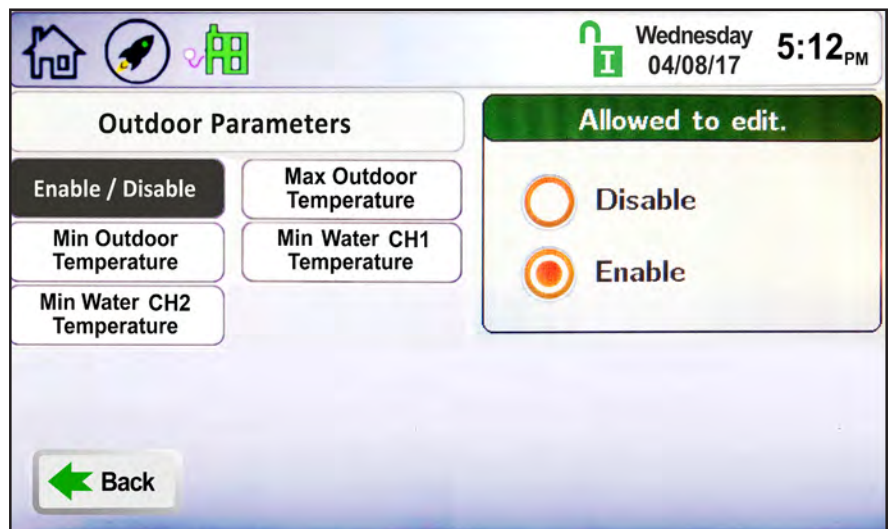 Wednesday
04/08/17
5:12PM
I
Outdoor Parameters
Allowed to edit.
Enable / Disable
Max Outdoor
Temperature
Min Outdoor
Temperature
Min Water CH1
Temperature
Min Water CH2
Temperature
Disable
Enable
Back